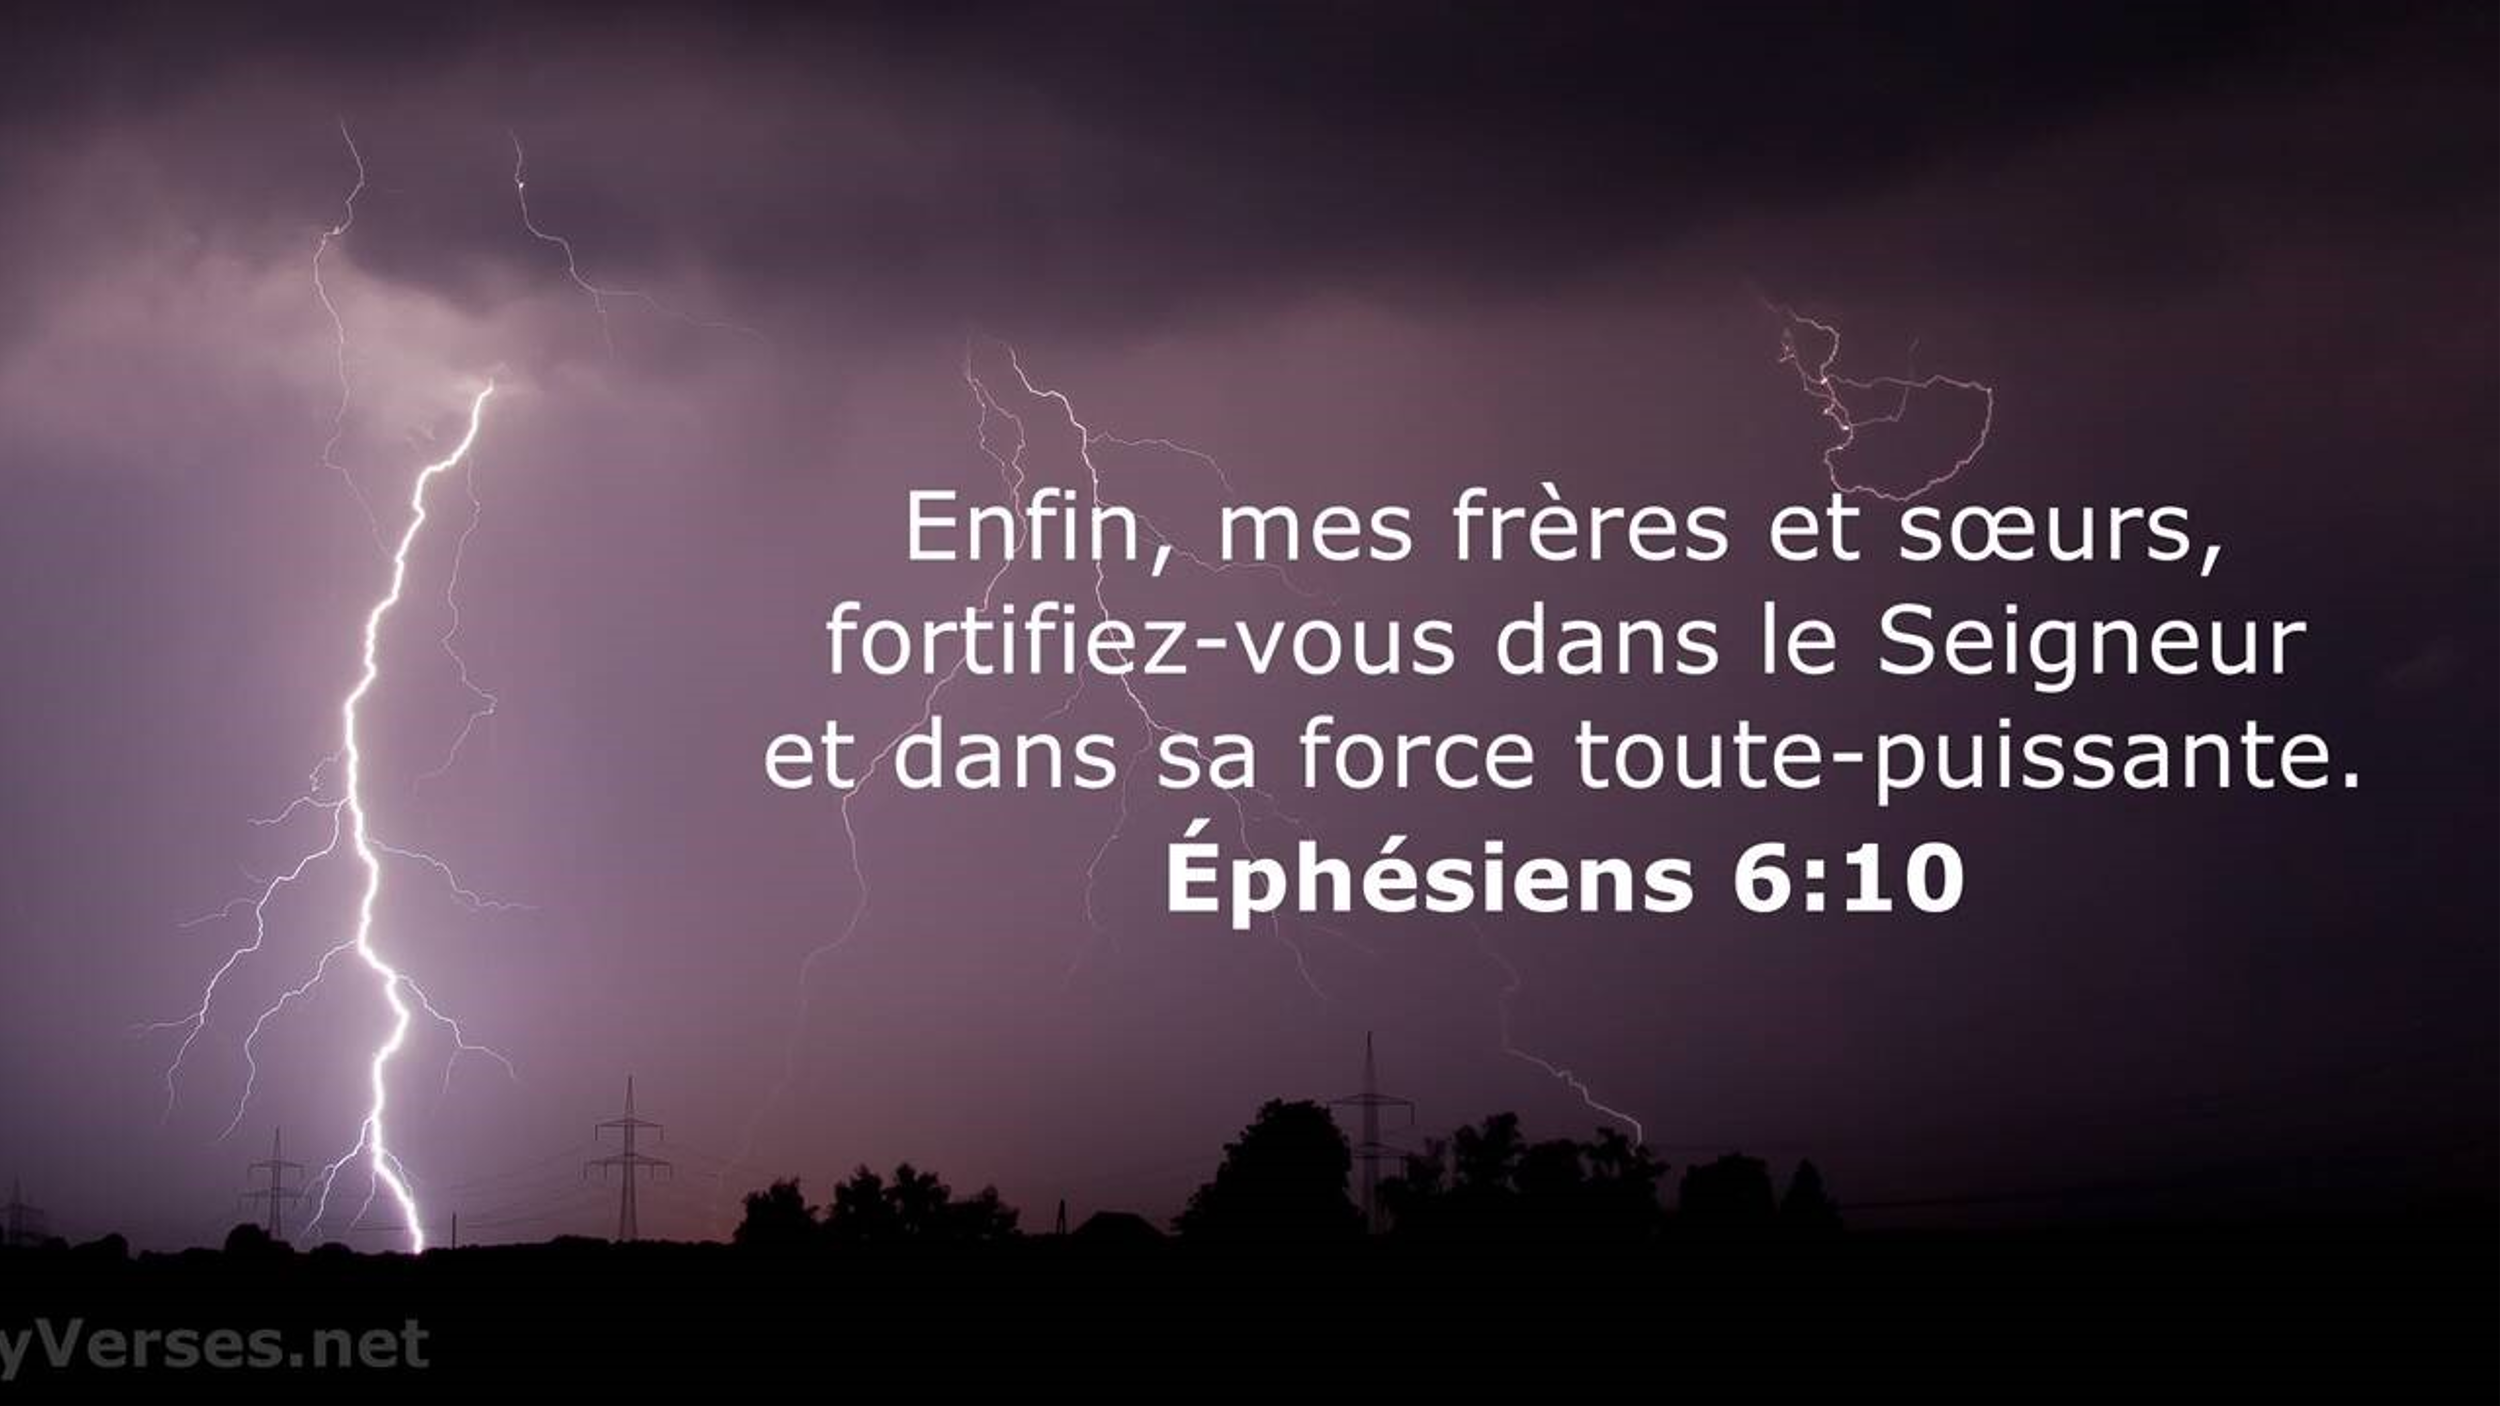 Enfin, mes frères et sœurs,
fortifiez-vous dans le Seigneur
et dans sa force toute-puissante.
Éphésiens 6:10
yVerses.net